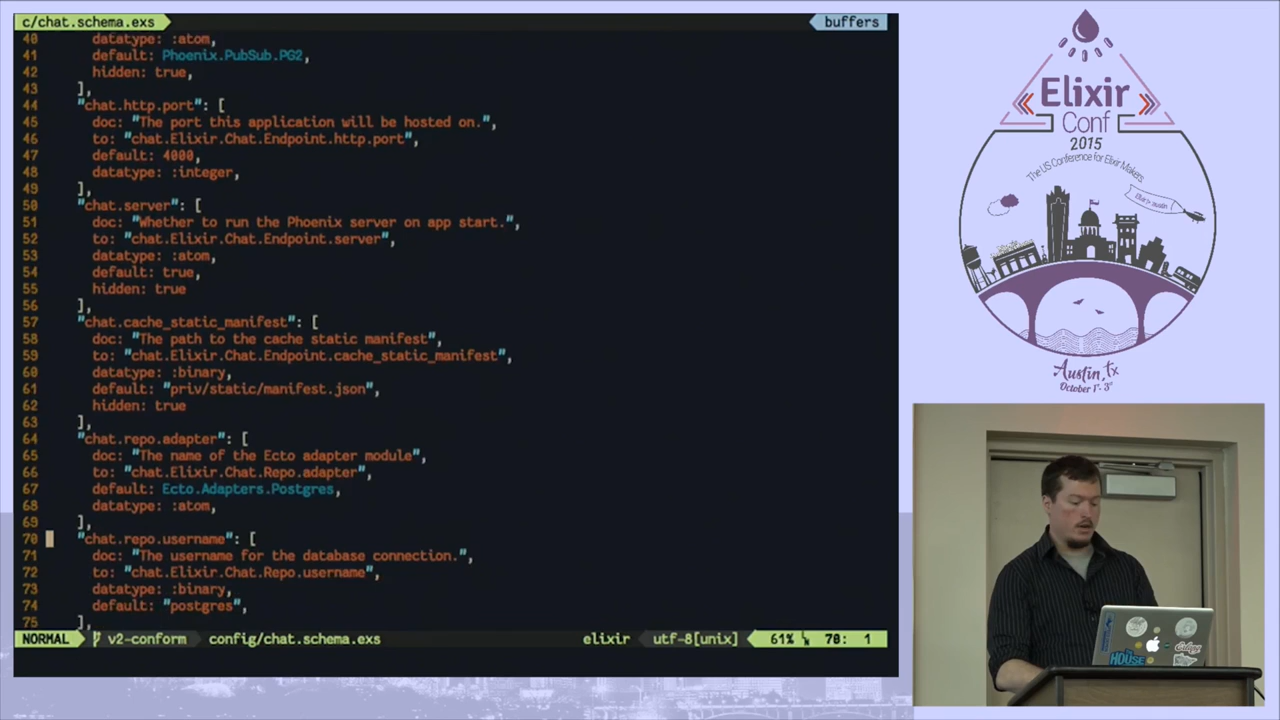 c/chat.schema.exs
buffers
40 datatype: :atom,
41 default: Phoenix.PubSub.PG2,
42 hidden: true,
43 ],
44 "chat.http.port": [
45 doc: "The port this application will be hosted on.",
46 to: "chat.Elixir.Chat.Endpoint.http.port",
47 default: 4000,
48 datatype: :integer,
49 ],
50 "chat.server": [
51 doc: "Whether to run the Phoenix server on app start.",
52 to: "chat.Elixir.Chat.Endpoint.server",
53 datatype: :atom,
54 default: true,
55 hidden: true
56 ],
57 "chat.cache_static_manifest": [
58 doc: "The path to the cache static manifest",
59 to: "chat.Elixir.Chat.Endpoint.cache_static_manifest",
60 datatype: :binary,
61 default: "priv/static/manifest.json",
62 hidden: true
63 ],
64 "chat.repo.adapter": [
65 doc: "The name of the Ecto adapter module",
66 to: "chat.Elixir.Chat.Repo.adapter",
67 default: Ecto.Adapters.Postgres,
68 datatype: :atom,
69 ],
70 "chat.repo.username": [
71 doc: "The username for the database connection.",
72 to: "chat.Elixir.Chat.Repo.username",
73 datatype: :binary,
74 default: "postgres",
75 ],
NORMAL v2-conform config/chat.schema.exs elixir utf-8[unix] 61% 70: 1
Elixir
Conf
2015
The US Conference for Elixir Makers
Austin, Tx
October 1st - 3rd
HOUSE